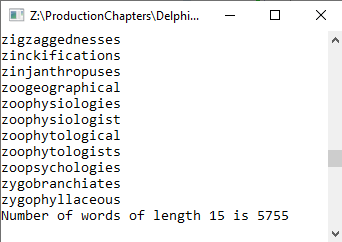 Z:\ProductionChapters\Delphi...
zigzaggednesses
zinckifications
zinjanthropuses
zoogeographical
zoophysiologies
zoophysiologist
zoophytological
zoophytologists
zoopsychologies
zygobranchiates
zygophyllaceous
Number of words of length 15 is 5755